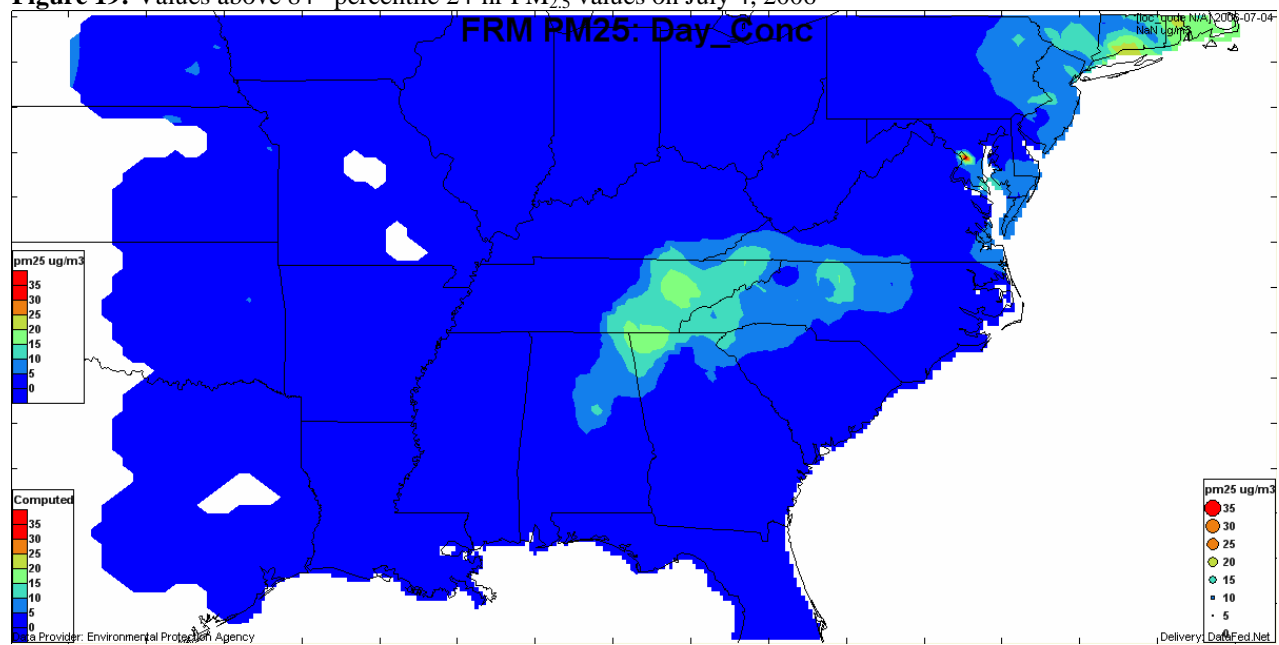 Figure 19: Values above 84th percentile 24-hr PM2.5 values on July 4, 2006
FRM PM25: Day_Conc
(loc_code N/A) 2006-07-04
NaN ug/m3
pm25 ug/m3
35
30
25
20
15
10
5
0
Computed
35
30
25
20
15
10
5
0
pm25 ug/m3
35
30
25
20
15
10
5
0
Data Provider: Environmental Protection Agency
Delivery: DataFed.Net